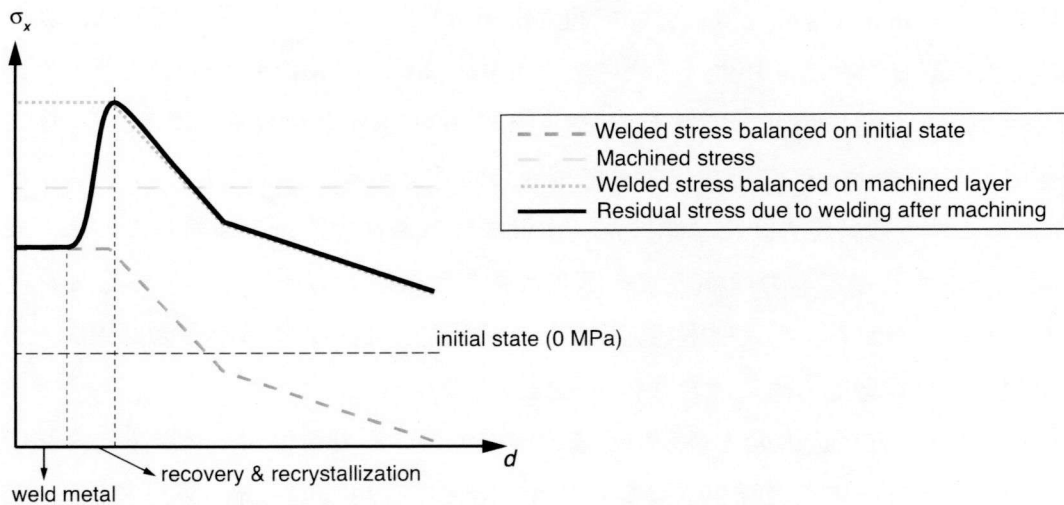 σx
Welded stress balanced on initial state
Machined stress
Welded stress balanced on machined layer
Residual stress due to welding after machining
initial state (0 MPa)
d
recovery & recrystallization
weld metal